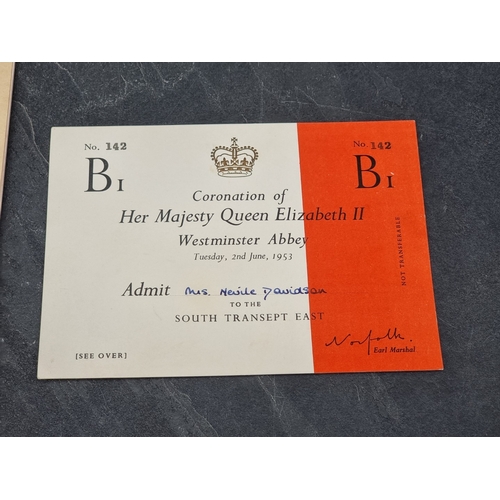 No. 142 No. 142
B1 B1
Coronation of
Her Majesty Queen Elizabeth II
Westminster Abbey
Tuesday, 2nd June, 1953
Admit Mrs. Nevile Davidson
TO THE
SOUTH TRANSEPT EAST
Norfolk.
Earl Marshal
[SEE OVER]
NOT TRANSFERABLE